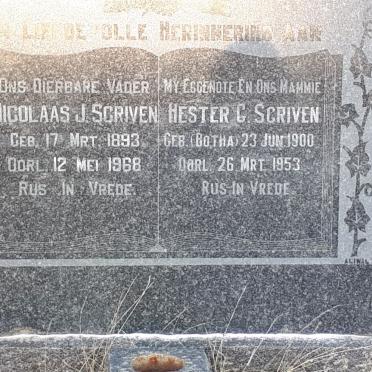 In Liefdevolle Herinnering aan
Ons Dierbare Vader
Nicolaas J. Scriven
Geb. 17 Mrt. 1893
Oorl. 12 Mei 1968
Rus In Vrede.
My Eggenote En Ons Mammie
Hester C. Scriven
Geb. (Botha) 23 Jun 1900
Oorl. 26 Mrt. 1953
Rus In Vrede.